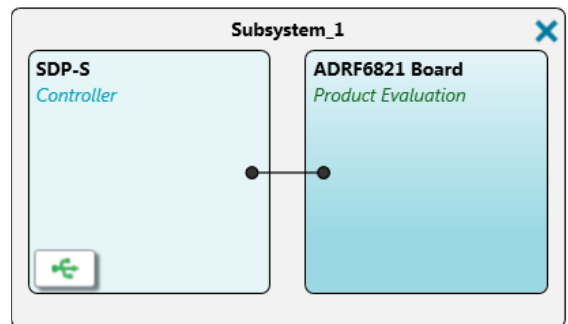 Subsystem_1
SDP-S
Controller
ADRF6821 Board
Product Evaluation